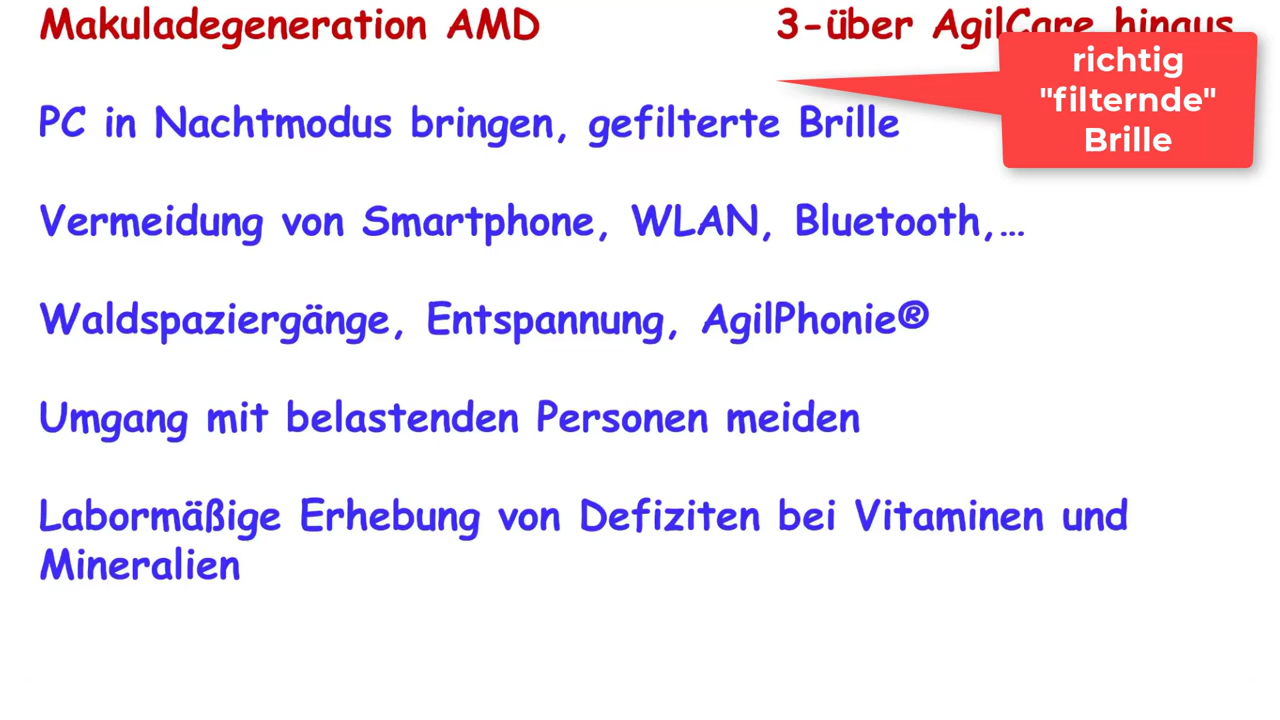 Makuladegeneration AMD 3-über AgilCare hinaus
richtig
"filternde"
Brille
PC in Nachtmodus bringen, gefilterte Brille
Vermeidung von Smartphone, WLAN, Bluetooth,…
Waldspaziergänge, Entspannung, AgilPhonie®
Umgang mit belastenden Personen meiden
Labormäßige Erhebung von Defiziten bei Vitaminen und
Mineralien